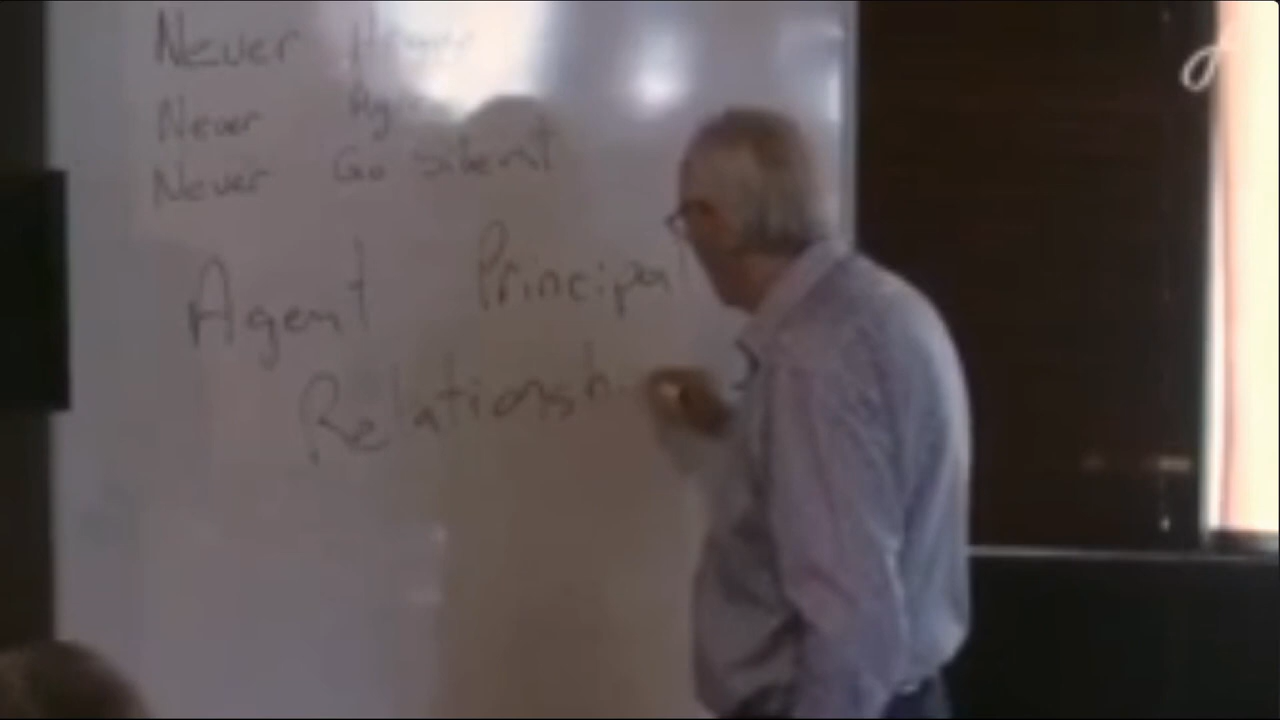 Never
Never
Never Go silent
Agent Principal
Relationsh